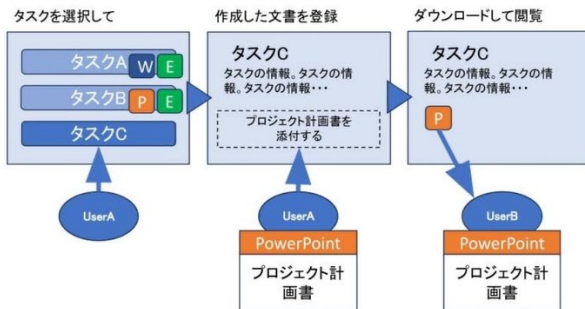 タスクを選択して
作成した文書を登録
ダウンロードして閲覧
タスクA
W
E
タスクB
P
E
タスクC
UserA
タスクC
タスクの情報。タスクの情
報。タスクの情報・・・
プロジェクト計画書を
添付する
UserA
PowerPoint
プロジェクト計
画書
タスクC
タスクの情報。タスクの情
報。タスクの情報・・・
P
UserB
PowerPoint
プロジェクト計
画書